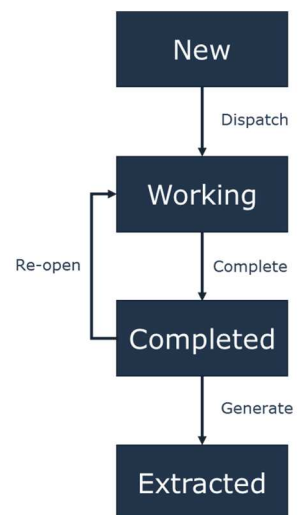 New
Dispatch
Working
Re-open
Complete
Completed
Generate
Extracted